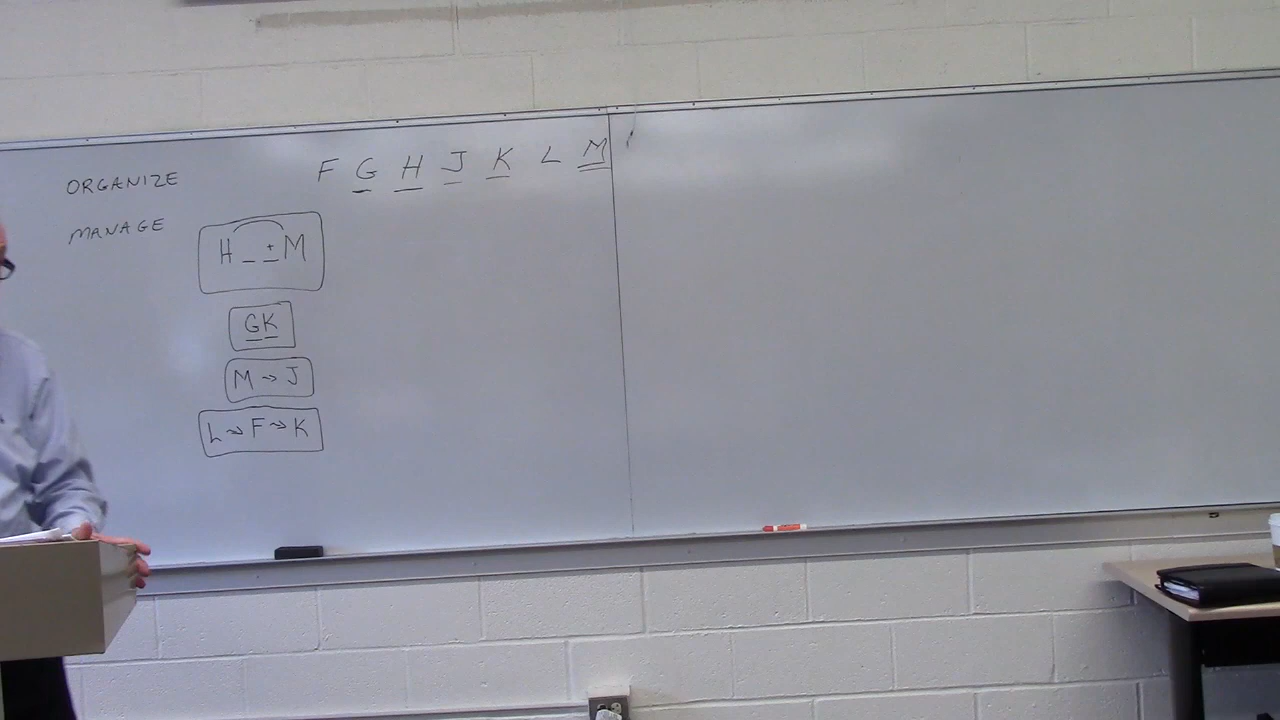 ORGANIZE
F G H J K L M
MANAGE
H _ ± M
GK
M → J
L → F → K